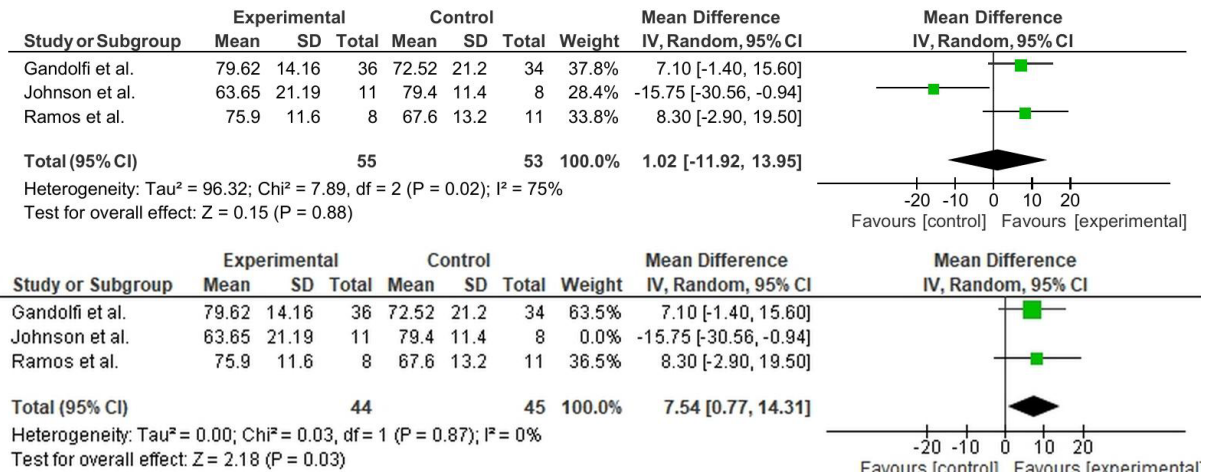 Experimental Control Mean Difference Mean Difference
Study or Subgroup Mean SD Total Mean SD Total Weight IV, Random, 95% CI IV, Random, 95% CI
Gandolfi et al. 79.62 14.16 36 72.52 21.2 34 37.8% 7.10 [-1.40, 15.60]
Johnson et al. 63.65 21.19 11 79.4 11.4 8 28.4% -15.75 [-30.56, -0.94]
Ramos et al. 75.9 11.6 8 67.6 13.2 11 33.8% 8.30 [-2.90, 19.50]
Total (95% CI) 55 53 100.0% 1.02 [-11.92, 13.95]
Heterogeneity: Tau² = 96.32; Chi² = 7.89, df = 2 (P = 0.02); I² = 75%
Test for overall effect: Z = 0.15 (P = 0.88)
-20 -10 0 10 20
Favours [control] Favours [experimental]
Experimental Control Mean Difference Mean Difference
Study or Subgroup Mean SD Total Mean SD Total Weight IV, Random, 95% CI IV, Random, 95% CI
Gandolfi et al. 79.62 14.16 36 72.52 21.2 34 63.5% 7.10 [-1.40, 15.60]
Johnson et al. 63.65 21.19 11 79.4 11.4 8 0.0% -15.75 [-30.56, -0.94]
Ramos et al. 75.9 11.6 8 67.6 13.2 11 36.5% 8.30 [-2.90, 19.50]
Total (95% CI) 44 45 100.0% 7.54 [0.77, 14.31]
Heterogeneity: Tau² = 0.00; Chi² = 0.03, df = 1 (P = 0.87); I² = 0%
Test for overall effect: Z = 2.18 (P = 0.03)
-20 -10 0 10 20
Favours [control] Favours [experimental]